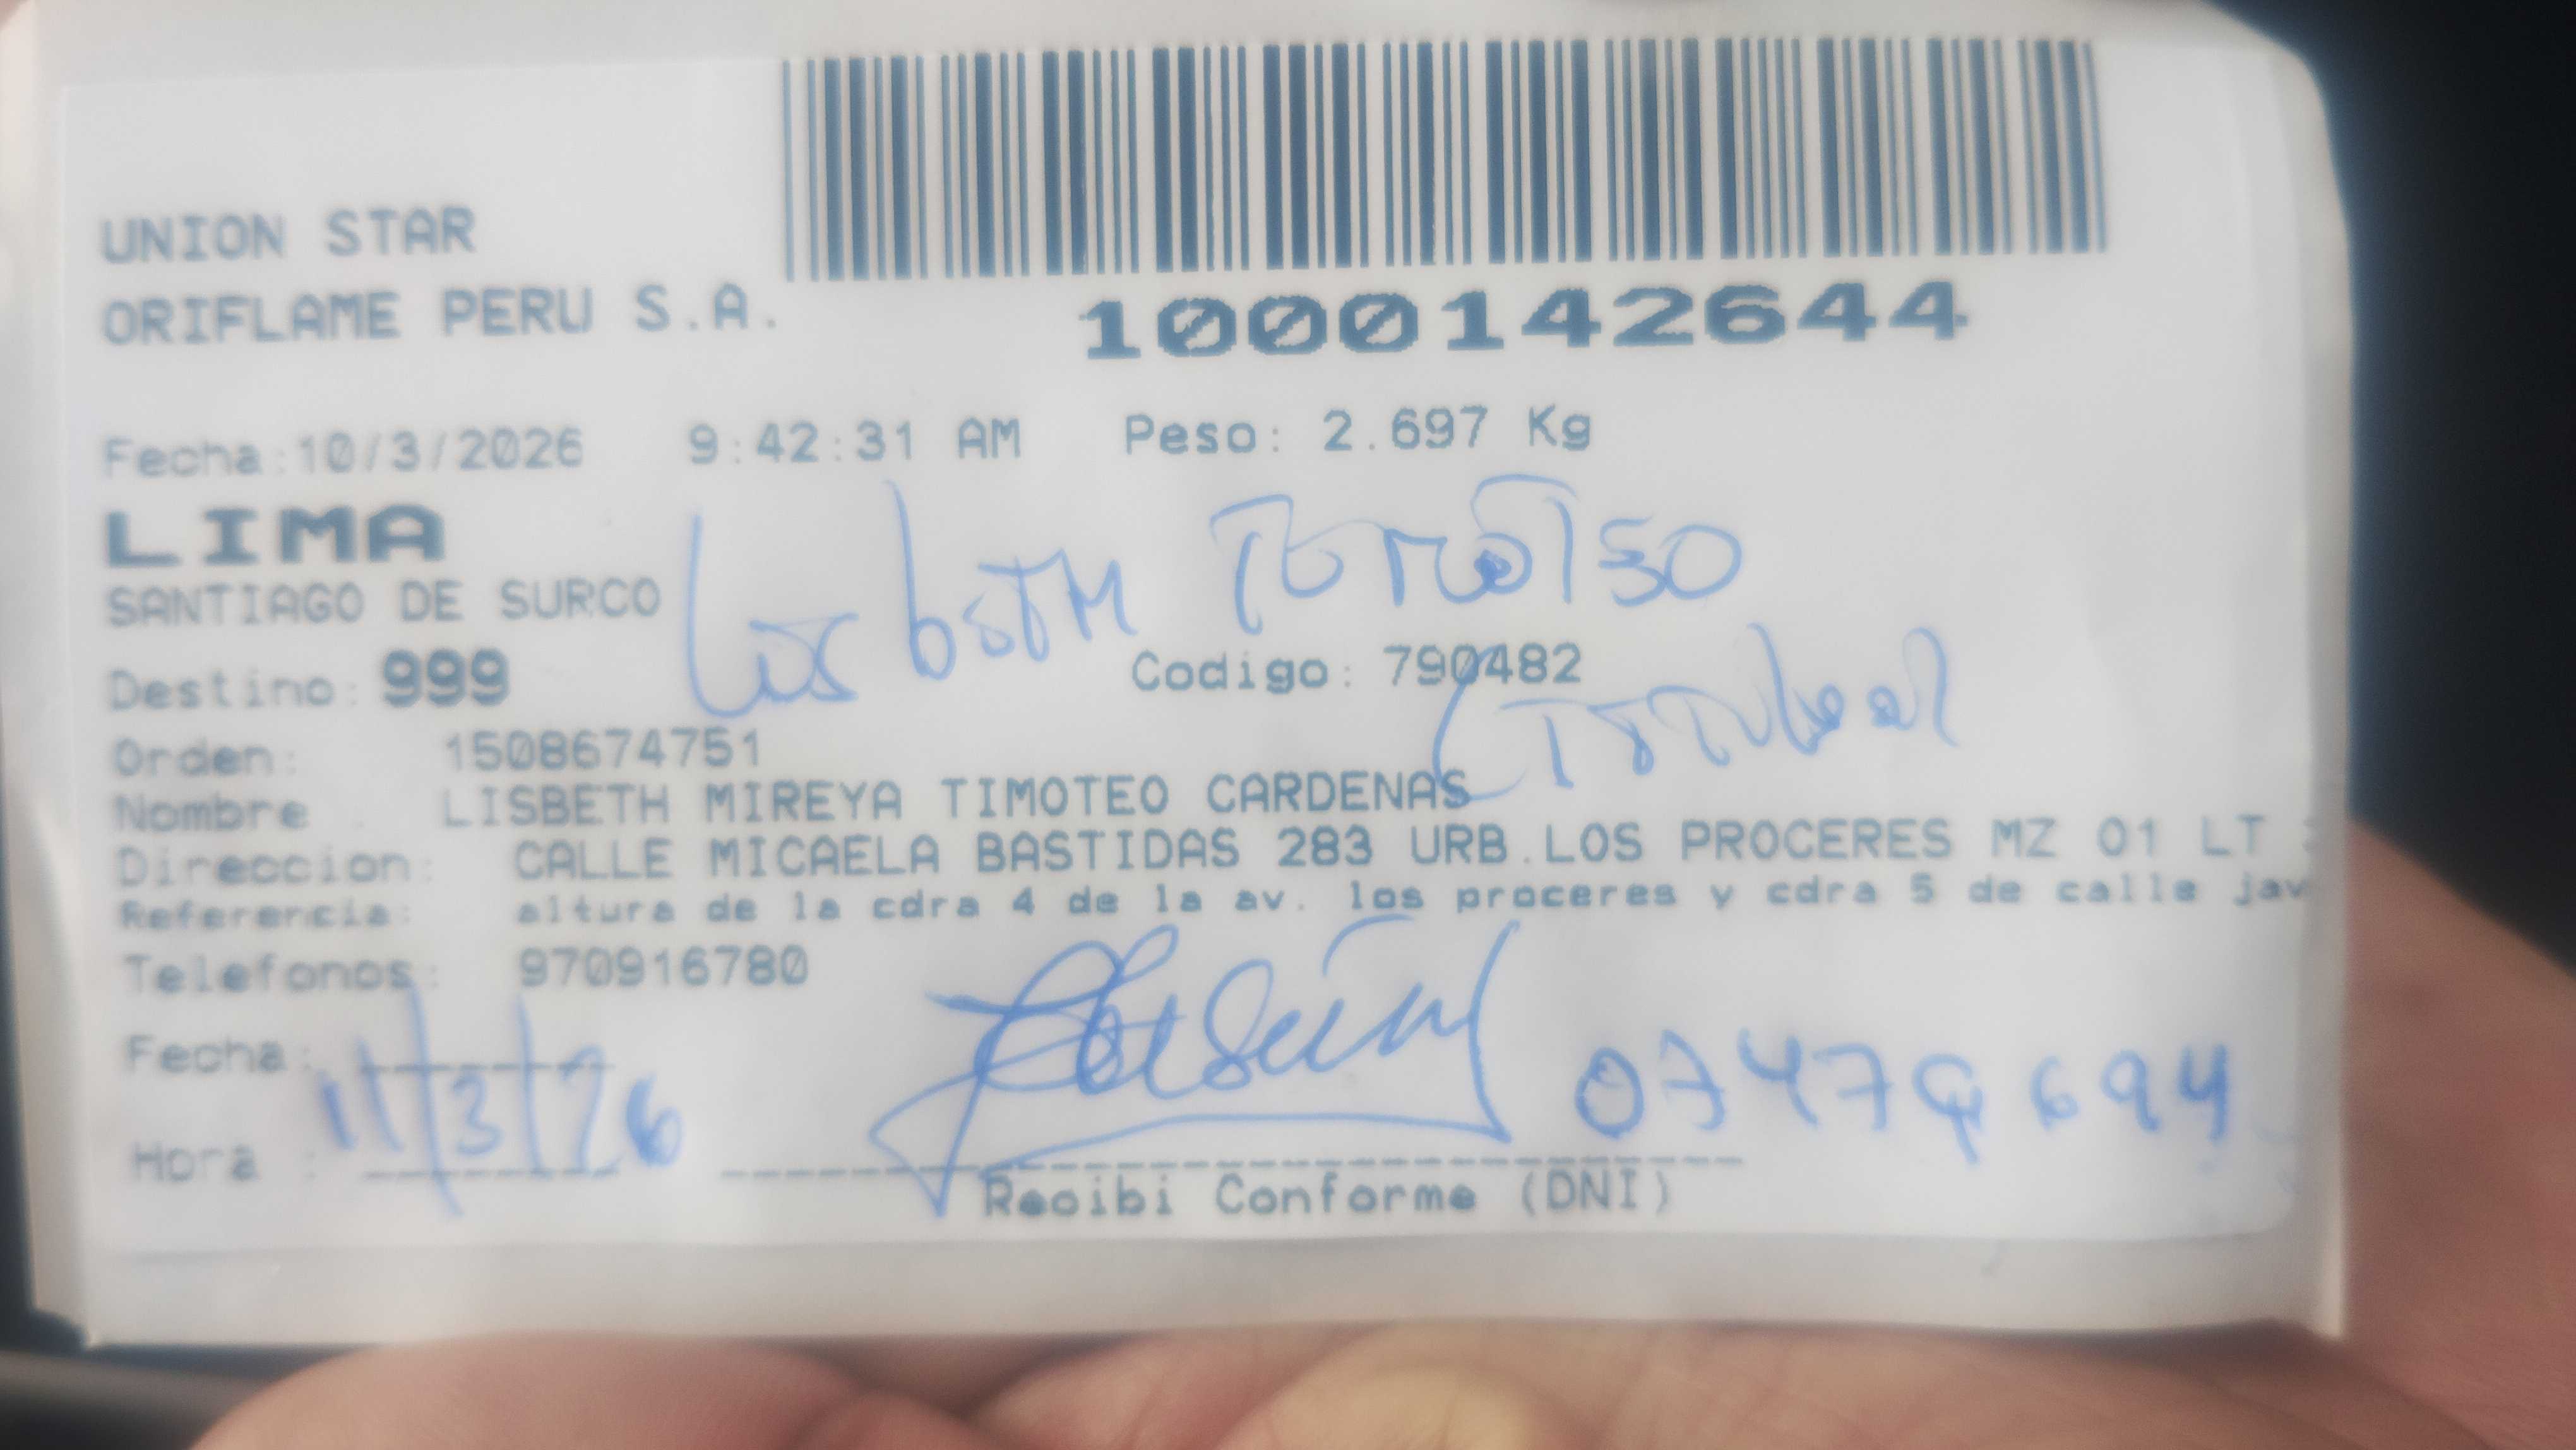 UNION STAR
ORIFLAME PERU S.A.
1000142644
Fecha:10/3/2026 9:42:31 AM Peso: 2.697 Kg
LIMA
SANTIAGO DE SURCO
Destino: 999 Codigo: 790482
Orden: 1508674751
Nombre LISBETH MIREYA TIMOTEO CARDENAS
Direccion: CALLE MICAELA BASTIDAS 283 URB.LOS PROCERES MZ 01 LT
Referencia: altura de la cdra 4 de la av. los proceres y cdra 5 de calle jav
Telefonos: 970916780
Fecha: 11/3/26
Hora :
Recibi Conforme (DNI)